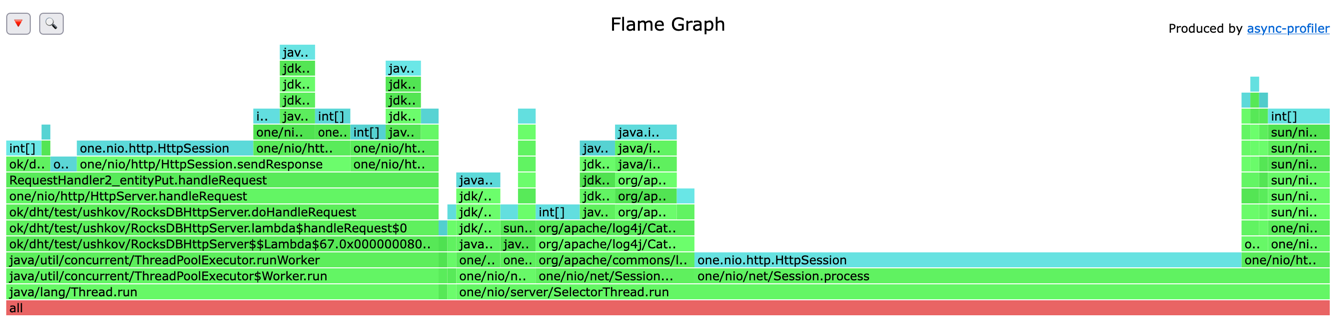 Flame Graph
Produced by async-profiler
jav..
jdk.. jav..
jdk.. jdk..
jdk.. jdk..
i.. jav.. int[] jdk.. int[]
one/ni.. one.. int[] jav.. java.i.. sun/ni..
int[] one.nio.http.HttpSession one/nio/htt.. one/nio/ht.. jav.. java/i.. sun/ni..
ok/d.. o.. one/nio/http/HttpSession.sendResponse one/nio/ht.. jdk.. java/i.. sun/ni..
RequestHandler2_entityPut.handleRequest java.. jdk.. org/ap.. sun/ni..
one/nio/http/HttpServer.handleRequest jdk/.. jdk.. org/ap.. sun/ni..
ok/dht/test/ushkov/RocksDBHttpServer.doHandleRequest jdk/.. int[] jav.. org/ap.. sun/ni..
ok/dht/test/ushkov/RocksDBHttpServer.lambda$handleRequest$0 jdk/.. sun.. org/apache/log4j/Cat.. one/ni..
ok/dht/test/ushkov/RocksDBHttpServer$$Lambda$67.0x000000080.. java.. jav.. org/apache/log4j/Cat.. o.. one/ni..
java/util/concurrent/ThreadPoolExecutor.runWorker one/.. one/.. org/apache/commons/l.. one.nio.http.HttpSession one/nio/ht..
java/util/concurrent/ThreadPoolExecutor$Worker.run one/nio/n.. one/nio/net/Session... one/nio/net/Session.process
java/lang/Thread.run one/nio/server/SelectorThread.run
all